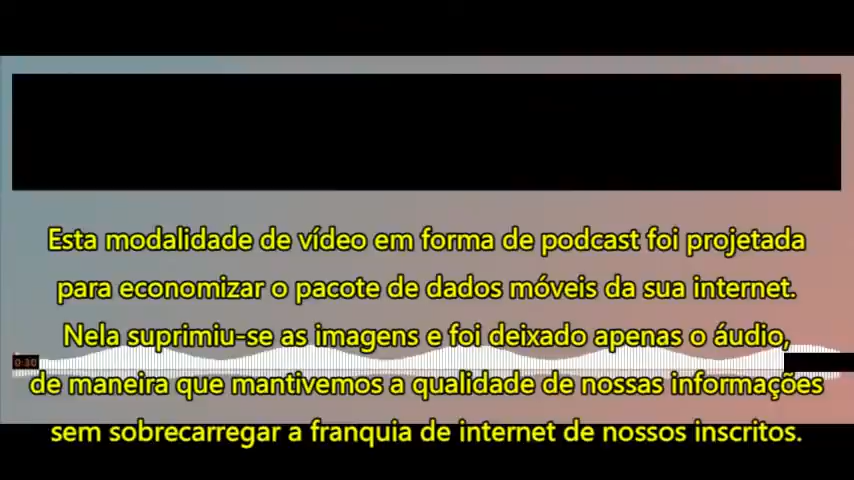 Esta modalidade de vídeo em forma de podcast foi projetada
para economizar o pacote de dados móveis da sua internet.
Nela suprimiu-se as imagens e foi deixado apenas o áudio,
0:30
de maneira que mantivemos a qualidade de nossas informações
sem sobrecarregar a franquia de internet de nossos inscritos.